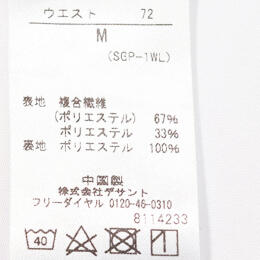 ウエスト 72
M
(SGP-1WL)
表地 複合繊維
(ポリエステル) 67%
ポリエステル 33%
裏地 ポリエステル 100%
中国製
株式会社デサント
フリーダイヤル 0120-46-0310
8114233
40